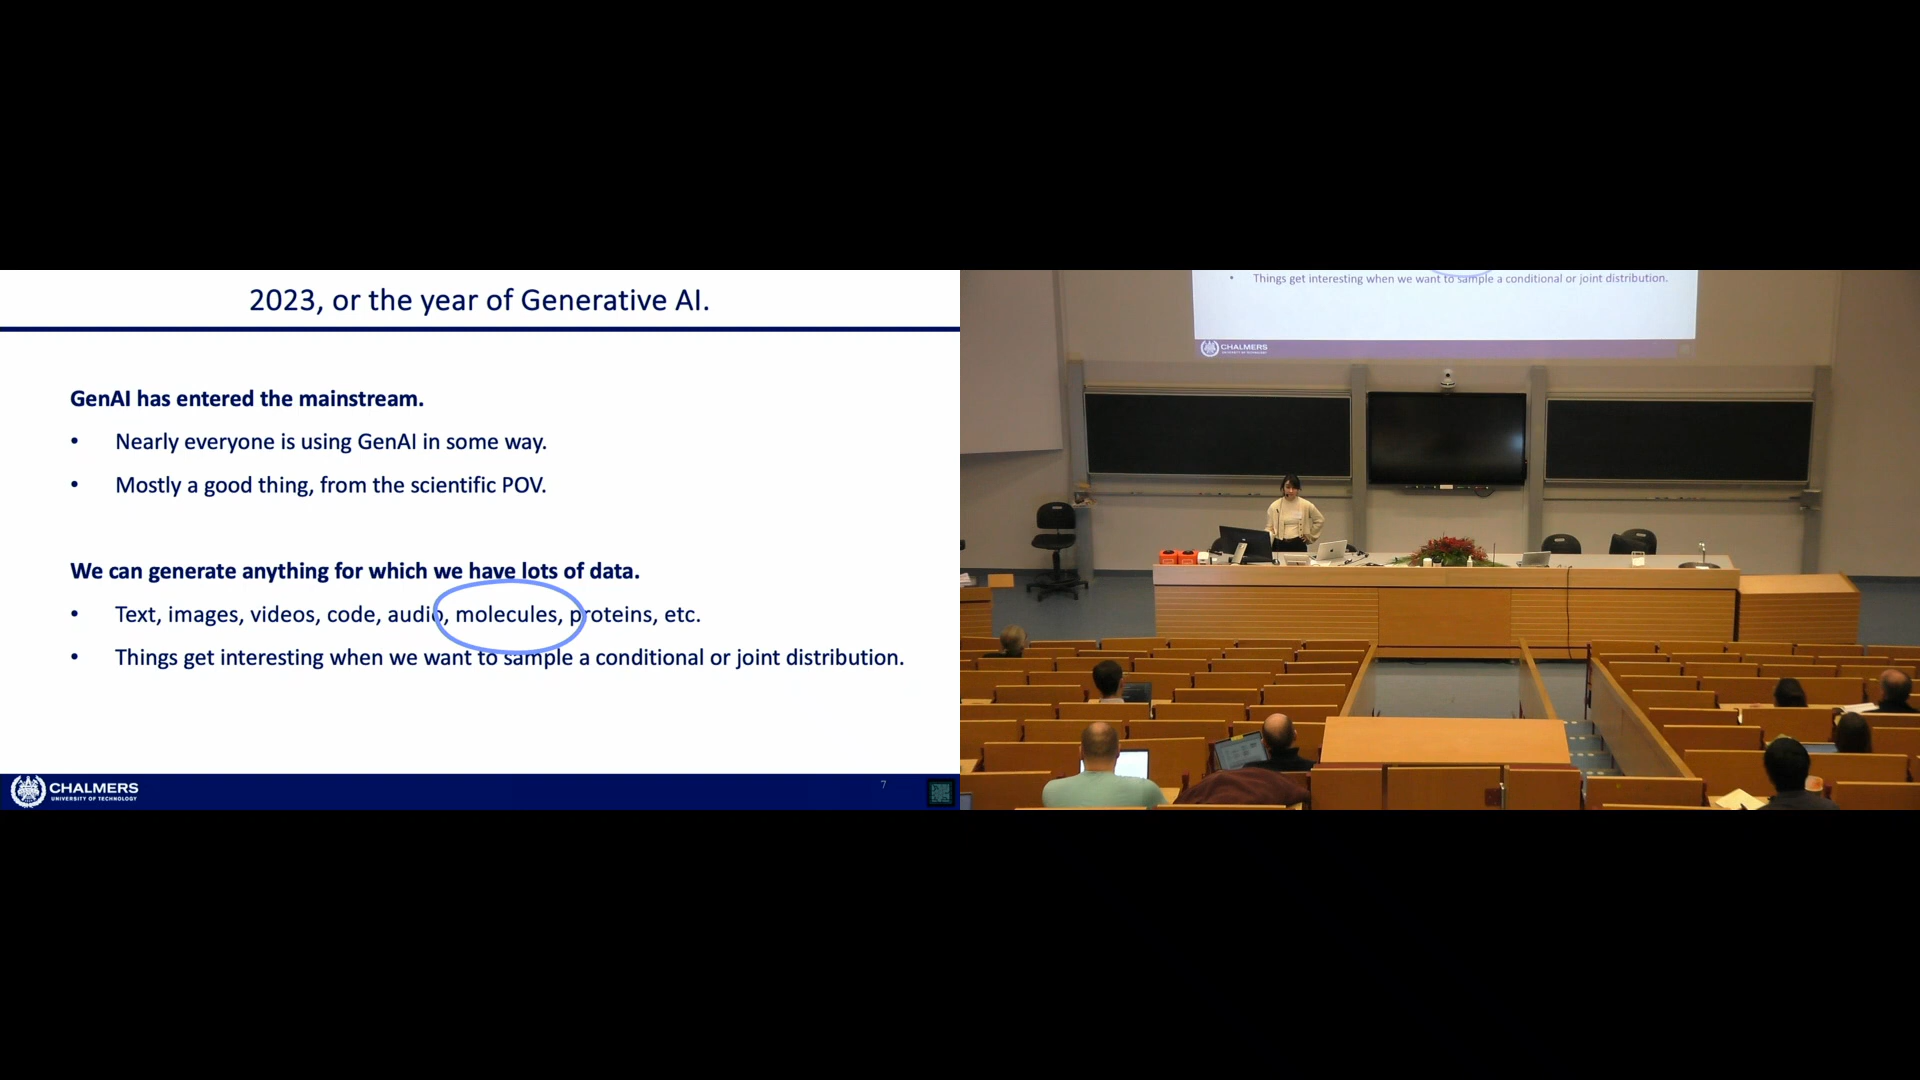 2023, or the year of Generative AI.
GenAI has entered the mainstream.
• Nearly everyone is using GenAI in some way.
• Mostly a good thing, from the scientific POV.
We can generate anything for which we have lots of data.
• Text, images, videos, code, audio, molecules, proteins, etc.
• Things get interesting when we want to sample a conditional or joint distribution.
CHALMERS
UNIVERSITY OF TECHNOLOGY
7
• Things get interesting when we want to sample a conditional or joint distribution.
CHALMERS
UNIVERSITY OF TECHNOLOGY